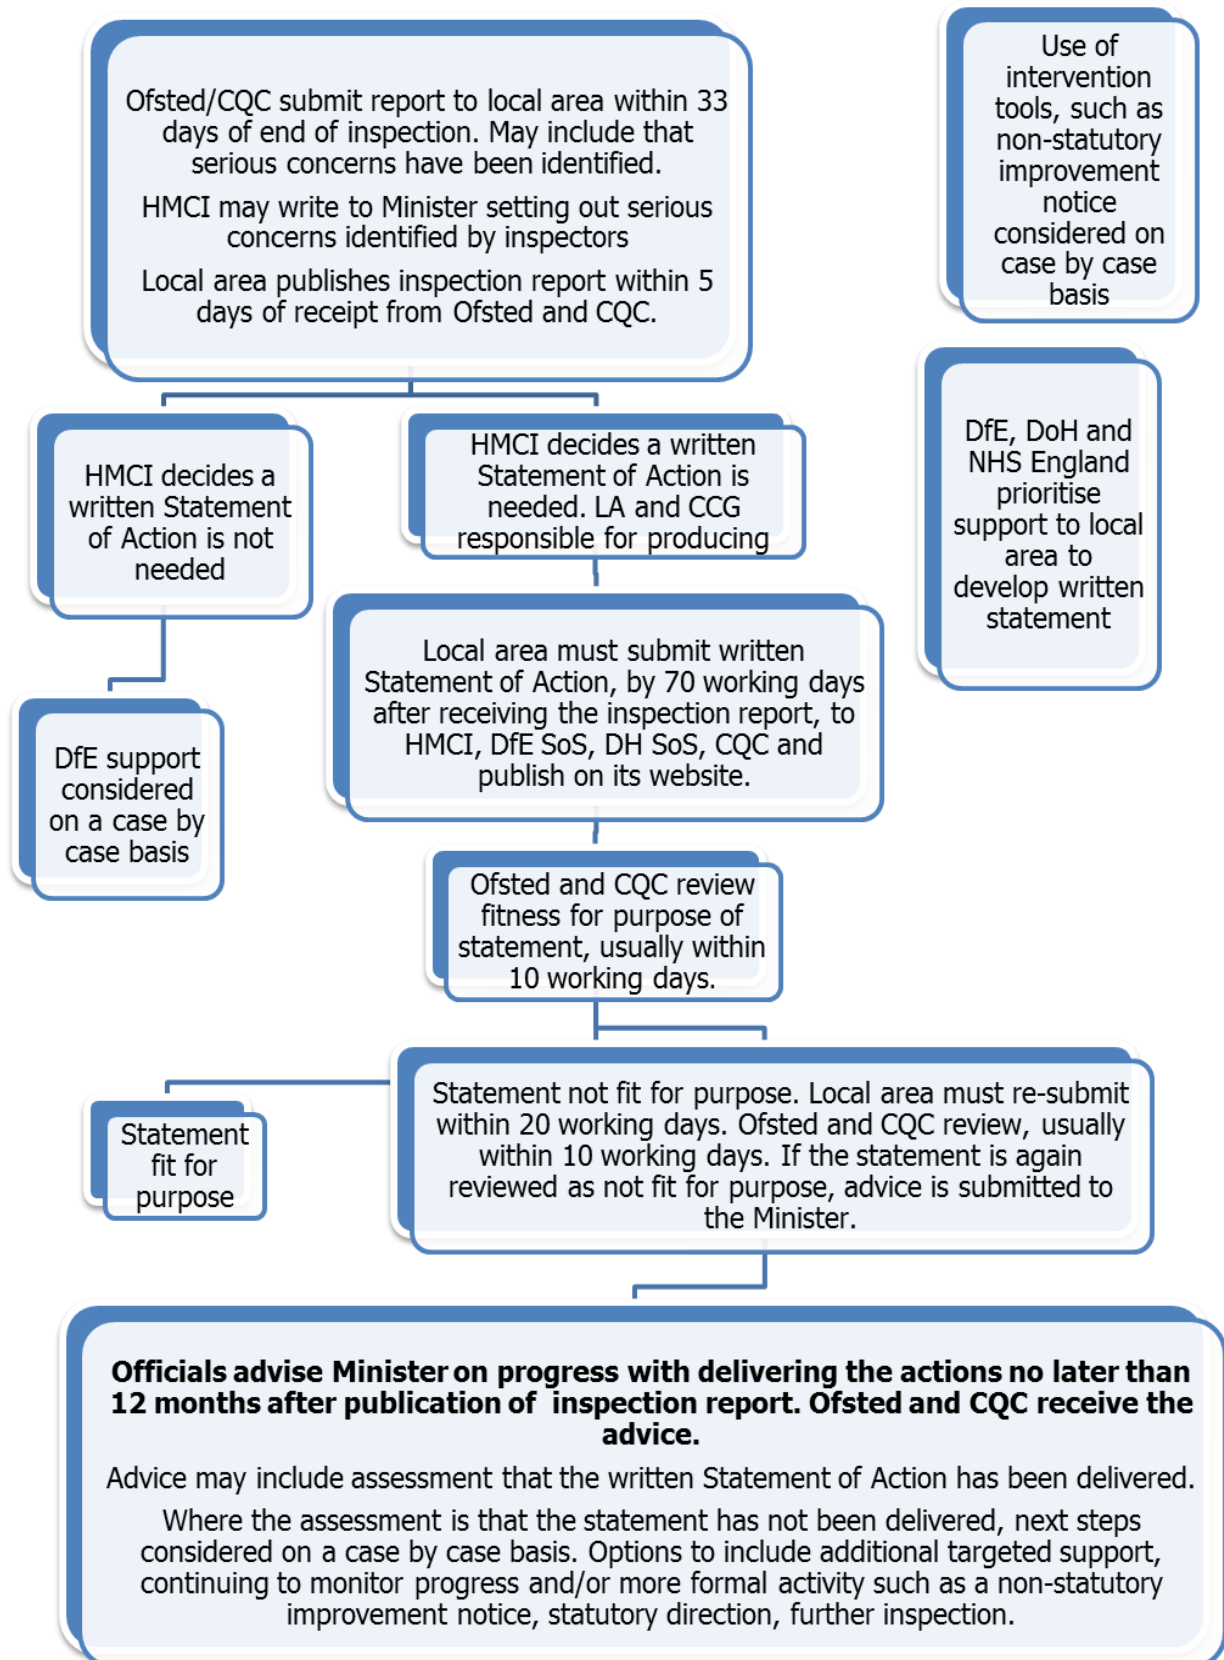 Ofsted/CQC submit report to local area within 33
days of end of inspection. May include that
serious concerns have been identified.
HMCI may write to Minister setting out serious
concerns identified by inspectors
Local area publishes inspection report within 5
days of receipt from Ofsted and CQC.
Use of
intervention
tools, such as
non-statutory
improvement
notice
considered on
case by case
basis
HMCI decides a
written Statement
of Action is not
needed
HMCI decides a written
Statement of Action is
needed. LA and CCG
responsible for producing
DfE, DoH and
NHS England
prioritise
support to local
area to
develop written
statement
DfE support
considered
on a case by
case basis
Local area must submit written
Statement of Action, by 70 working days
after receiving the inspection report, to
HMCI, DfE SoS, DH SoS, CQC and
publish on its website.
Ofsted and CQC review
fitness for purpose of
statement, usually within
10 working days.
Statement
fit for
purpose
Statement not fit for purpose. Local area must re-submit
within 20 working days. Ofsted and CQC review, usually
within 10 working days. If the statement is again
reviewed as not fit for purpose, advice is submitted to
the Minister.
Officials advise Minister on progress with delivering the actions no later than
12 months after publication of inspection report. Ofsted and CQC receive the
advice.
Advice may include assessment that the written Statement of Action has been delivered.
Where the assessment is that the statement has not been delivered, next steps
considered on a case by case basis. Options to include additional targeted support,
continuing to monitor progress and/or more formal activity such as a non-statutory
improvement notice, statutory direction, further inspection.